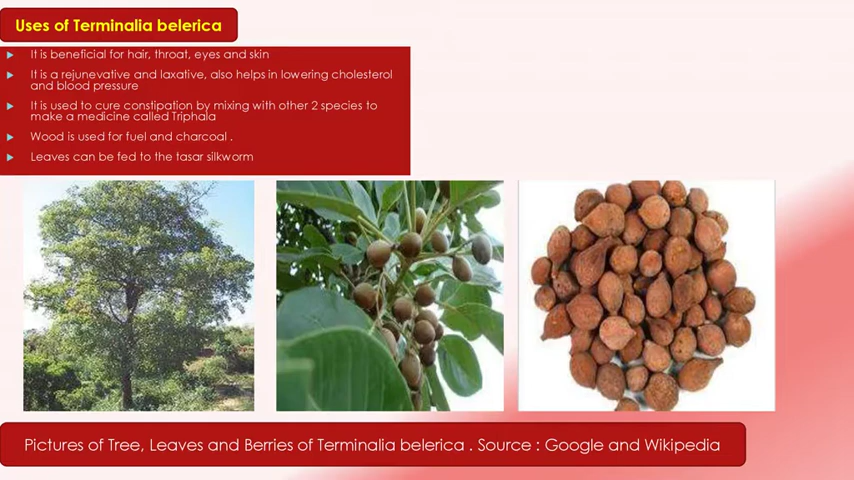 Uses of Terminalia belerica
It is beneficial for hair, throat, eyes and skin
It is a rejunevative and laxative, also helps in lowering cholesterol
and blood pressure
It is used to cure constipation by mixing with other 2 species to
make a medicine called Triphala
Wood is used for fuel and charcoal .
Leaves can be fed to the tasar silkworm
Pictures of Tree, Leaves and Berries of Terminalia belerica . Source : Google and Wikipedia